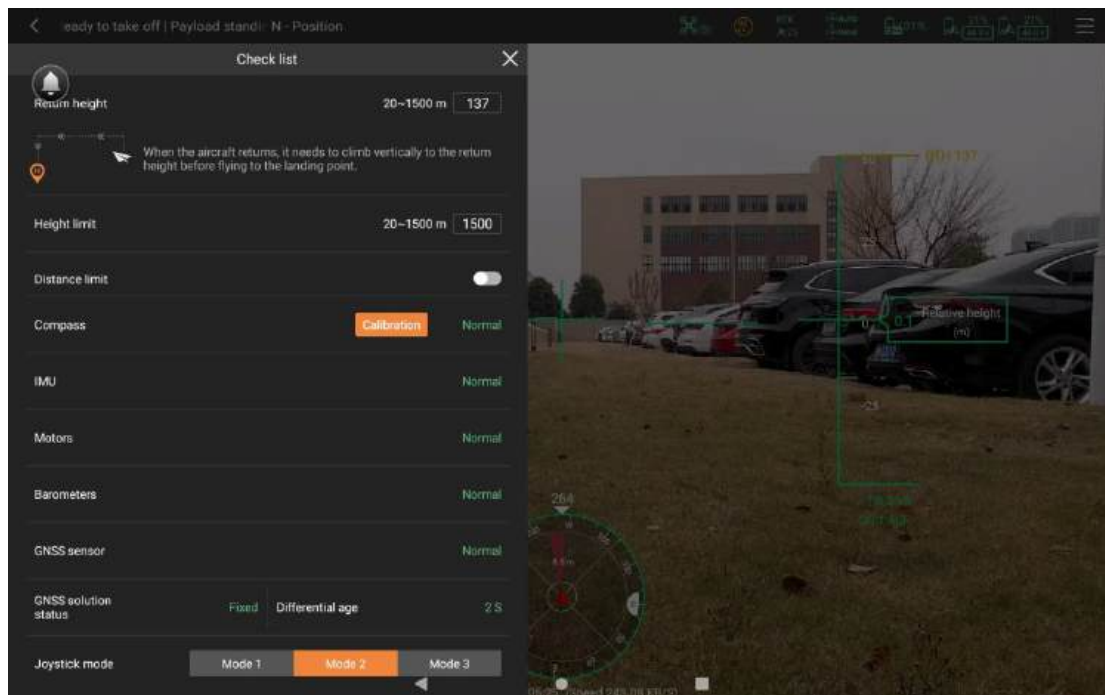 eady to take off | Payload standi N - Position
Check list
Return height 20~1500 m 137
When the aircraft returns, it needs to climb vertically to the return
height before flying to the landing point.
Height limit 20~1500 m 1500
Distance limit
Compass Calibration Normal
IMU Normal
Motors Normal
Barometers Normal
GNSS sensor Normal
GNSS solution
status Fixed Differential age 2 S
Joystick mode Mode 1 Mode 2 Mode 3
0 0.1 Relative height
(m)
264